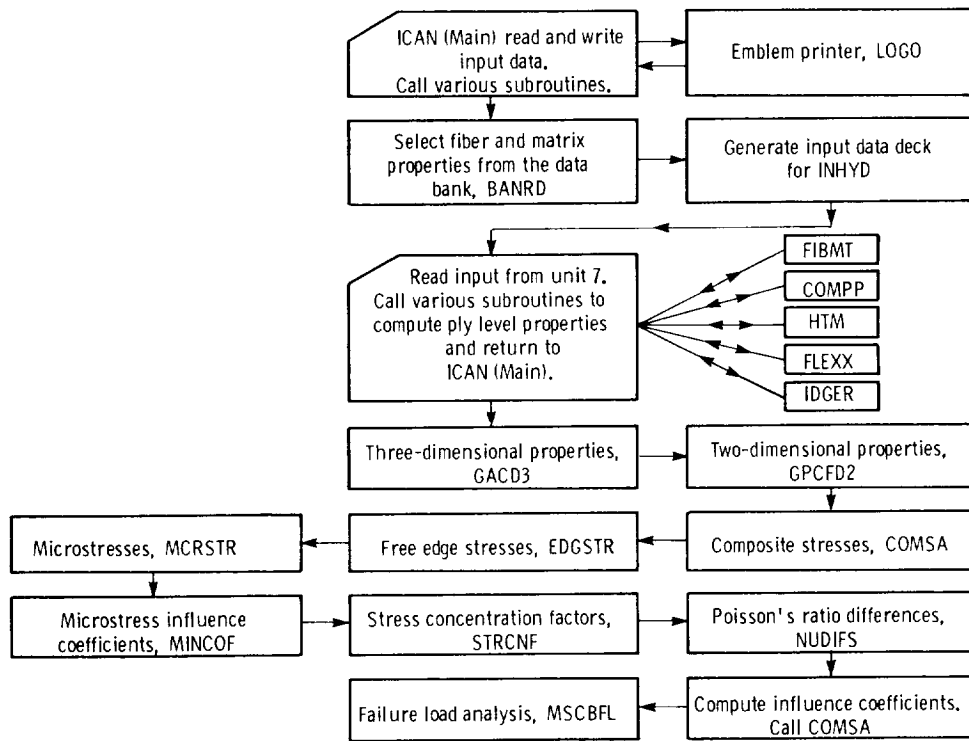 ICAN (Main) read and write
input data.
Call various subroutines.
Emblem printer, LOGO
Select fiber and matrix
properties from the data
bank, BANRD
Generate input data deck
for INHYD
Read input from unit 7.
Call various subroutines to
compute ply level properties
and return to
ICAN (Main).
FIBMT
COMPP
HTM
FLEXX
IDGER
Three-dimensional properties,
GACD3
Two-dimensional properties,
GPCFD2
Microstresses, MCRSTR
Free edge stresses, EDGSTR
Composite stresses, COMSA
Microstress influence
coefficients, MINCOF
Stress concentration factors,
STRCNF
Poisson's ratio differences,
NUDIFS
Failure load analysis, MSCBFL
Compute influence coefficients.
Call COMSA